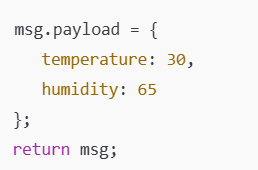 msg.payload = {
temperature: 30,
humidity: 65
};
return msg;